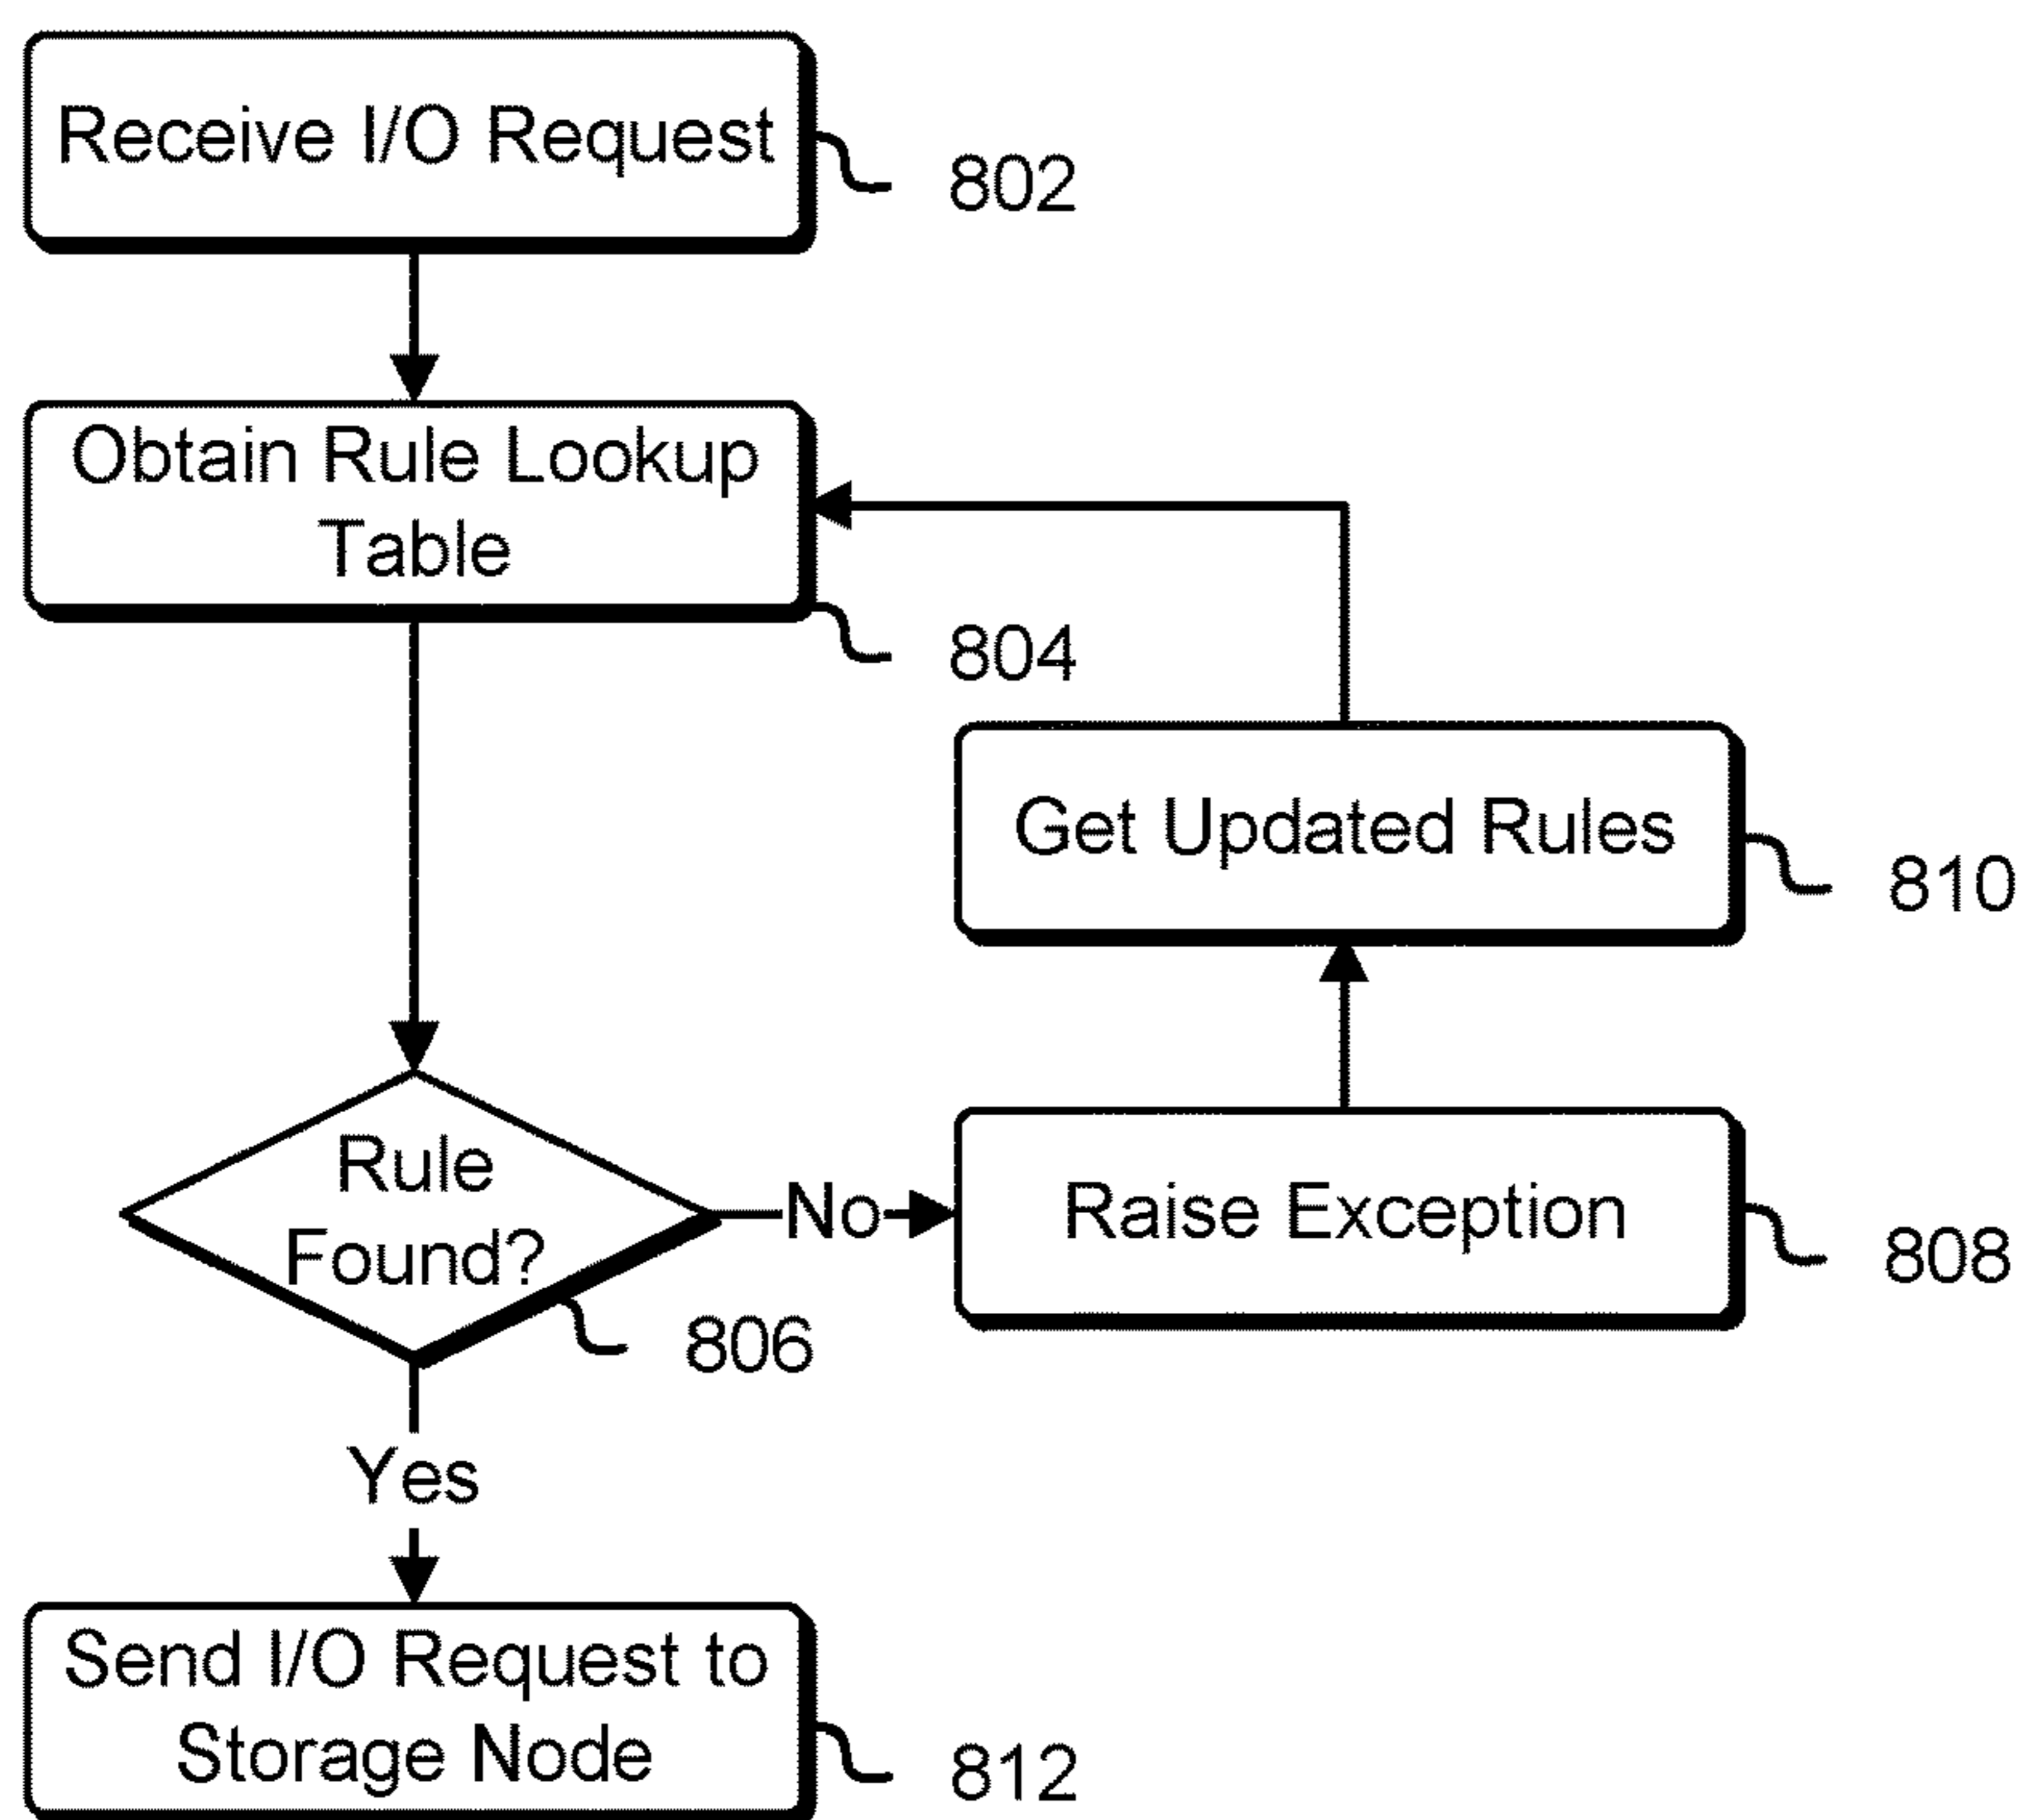 Receive I/O Request
802
Obtain Rule Lookup
Table
804
Get Updated Rules
810
Rule
Found?
806
No
Raise Exception
808
Yes
Send I/O Request to
Storage Node
812